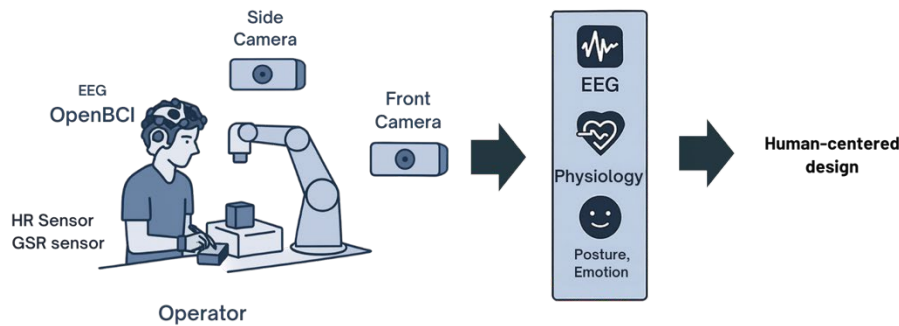 Side
Camera
EEG
OpenBCI
Front
Camera
HR Sensor
GSR sensor
Operator
EEG
Physiology
Posture,
Emotion
Human-centered
design